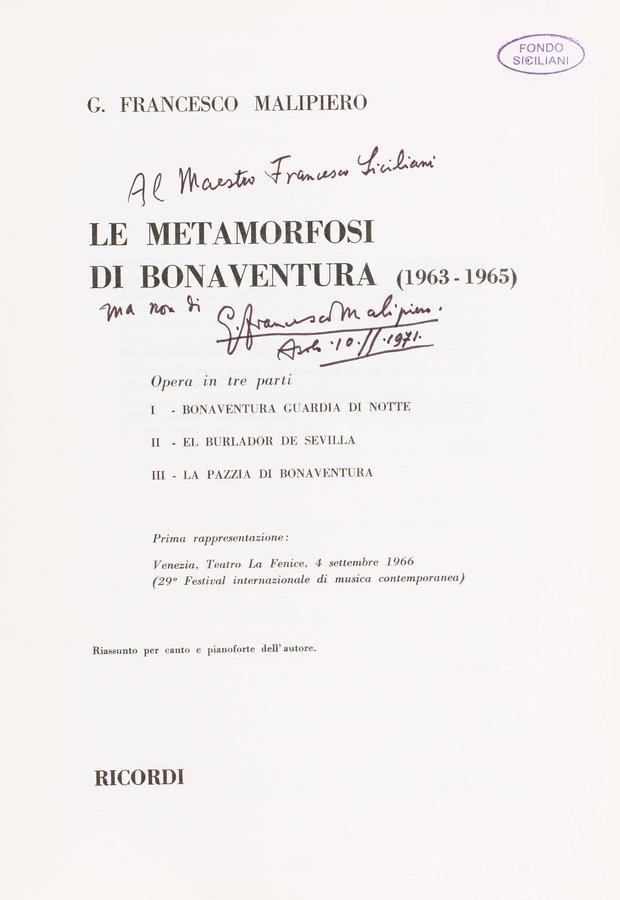 FONDO
SICILIANI
G. FRANCESCO MALIPIERO
Al Maestro Francesco Siciliani
LE METAMORFOSI
DI BONAVENTURA (1963-1965)
ma non di G. Francesco Malipiero.
Asolo·10·II·1971.
Opera in tre parti
I - BONAVENTURA GUARDIA DI NOTTE
II - EL BURLADOR DE SEVILLA
III - LA PAZZIA DI BONAVENTURA
Prima rappresentazione:
Venezia, Teatro La Fenice, 4 settembre 1966
(29º Festival internazionale di musica contemporanea)
Riassunto per canto e pianoforte dell'autore.
RICORDI